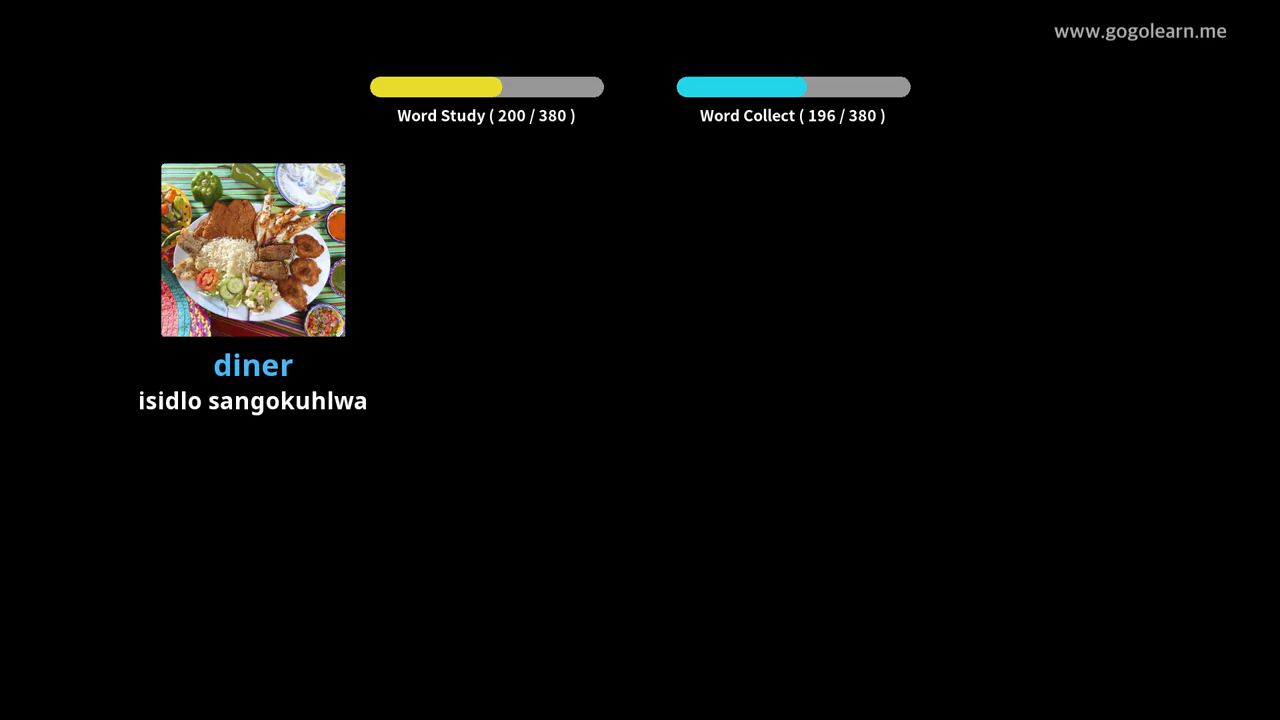 www.gogolearn.me
Word Study ( 200 / 380 )
Word Collect ( 196 / 380 )
diner
isidlo sangokuhlwa